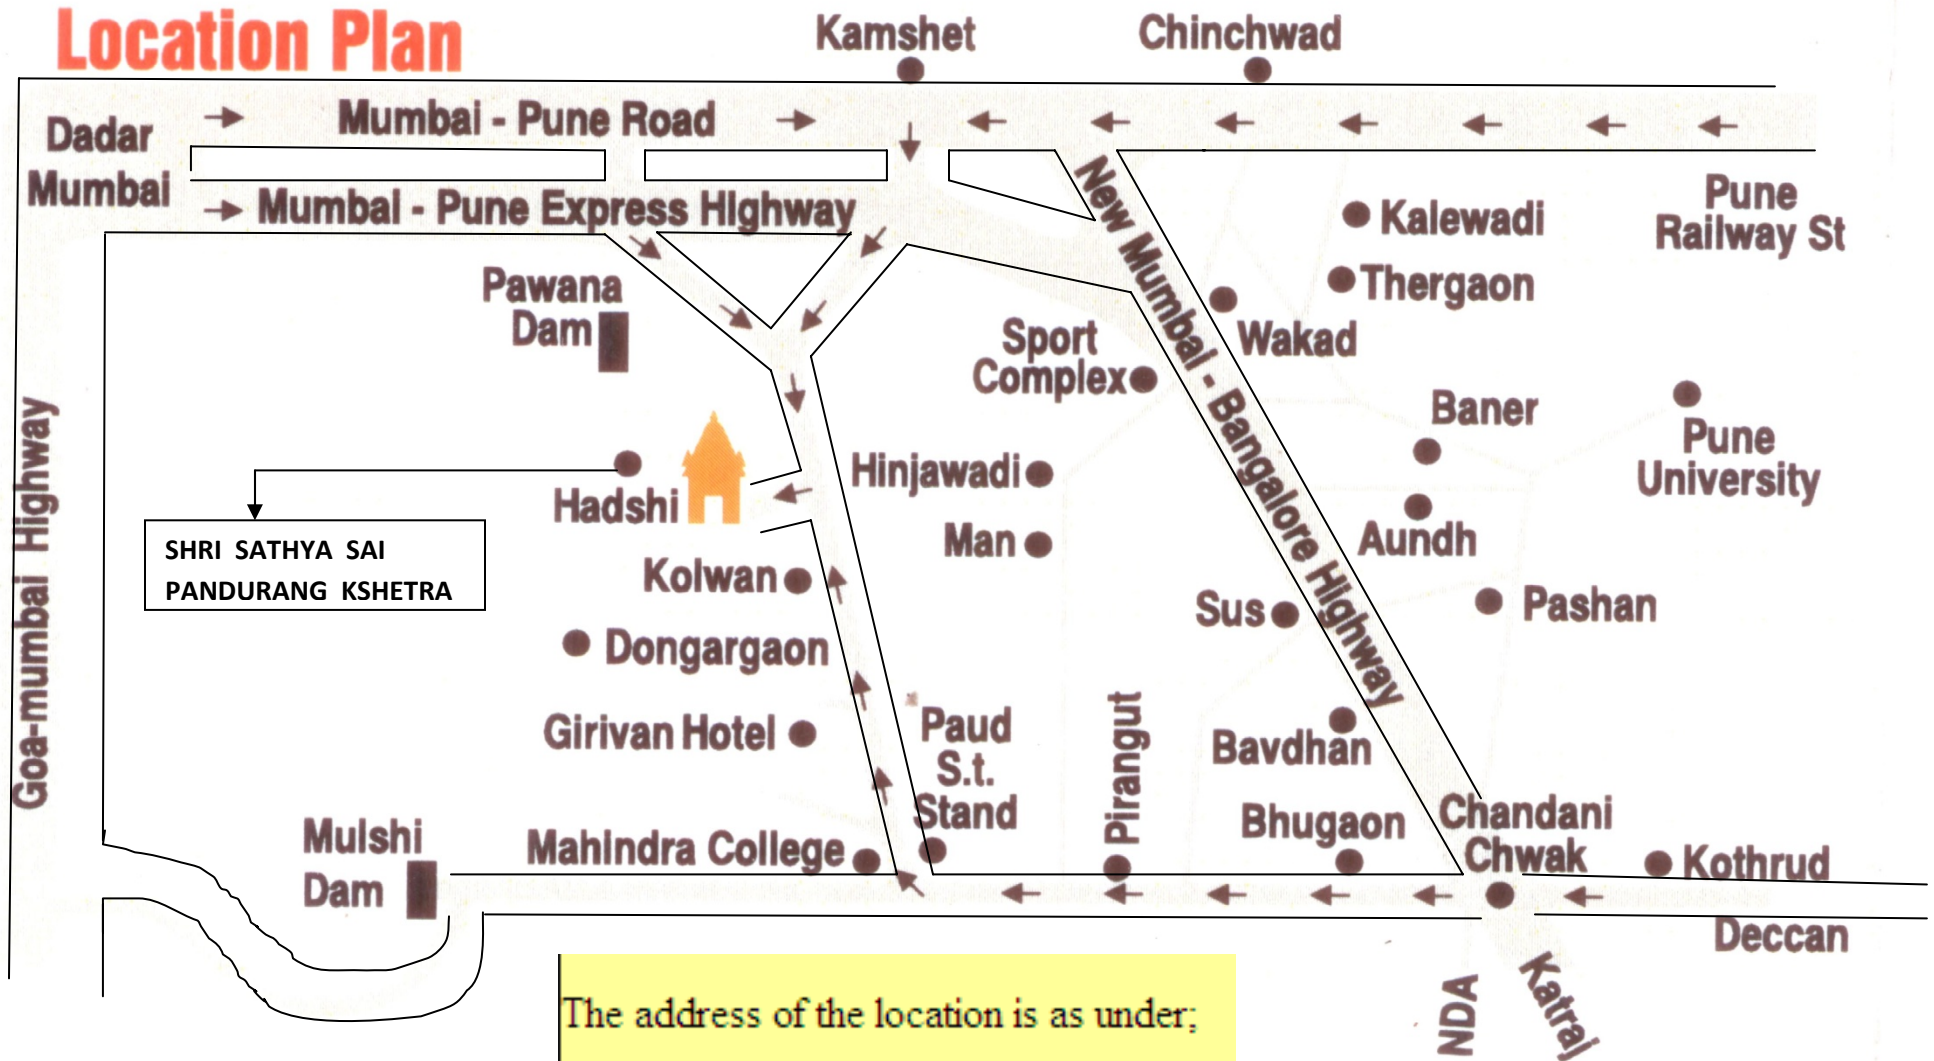 Location Plan
Kamshet
Chinchwad
Mumbai - Pune Road
Dadar
Mumbai
Mumbai - Pune Express HIghway
New Mumbai - Bangalore Highway
Kalewadi
Pune
Railway St
Thergaon
Pawana
Dam
Sport
Complex
Wakad
Baner
Pune
University
Goa-mumbai Highway
Hadshi
Hinjawadi
SHRI SATHYA SAI
PANDURANG KSHETRA
Man
Aundh
Kolwan
Sus
Pashan
Dongargaon
Girivan Hotel
Paud
S.t.
Stand
Pirangut
Bavdhan
Mulshi
Dam
Mahindra College
Bhugaon
Chandani
Chwak
Kothrud
Deccan
NDA
Katraj
The address of the location is as under;